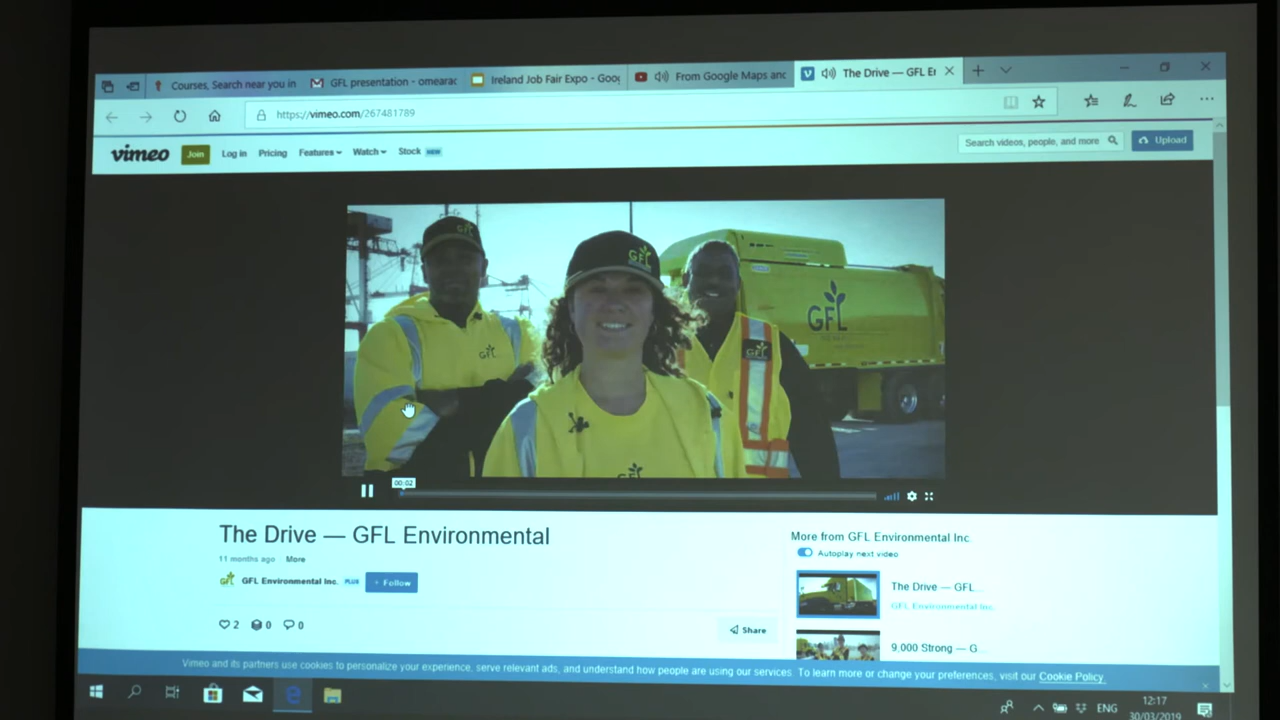 Courses, Search near you in
GFL presentation - omearac
Ireland Job Fair Expo - Goog
From Google Maps and
The Drive — GFL En
https://vimeo.com/267481789
vimeo
Join
Log in
Pricing
Features
Watch
Stock
NEW
Search videos, people, and more
Upload
GFL
GFL
GFL
GFL
GFL
00:02
The Drive — GFL Environmental
11 months ago
More
GFL Environmental Inc.
PLUS
+ Follow
2
0
0
Share
More from GFL Environmental Inc
Autoplay next video
The Drive — GFL...
GFL Environmental Inc.
9,000 Strong — G...
Vimeo and its partners use cookies to personalize your experience, serve relevant ads, and understand how people are using our services. To learn more or change your preferences, visit our Cookie Policy.
ENG
12:17
30/03/2019